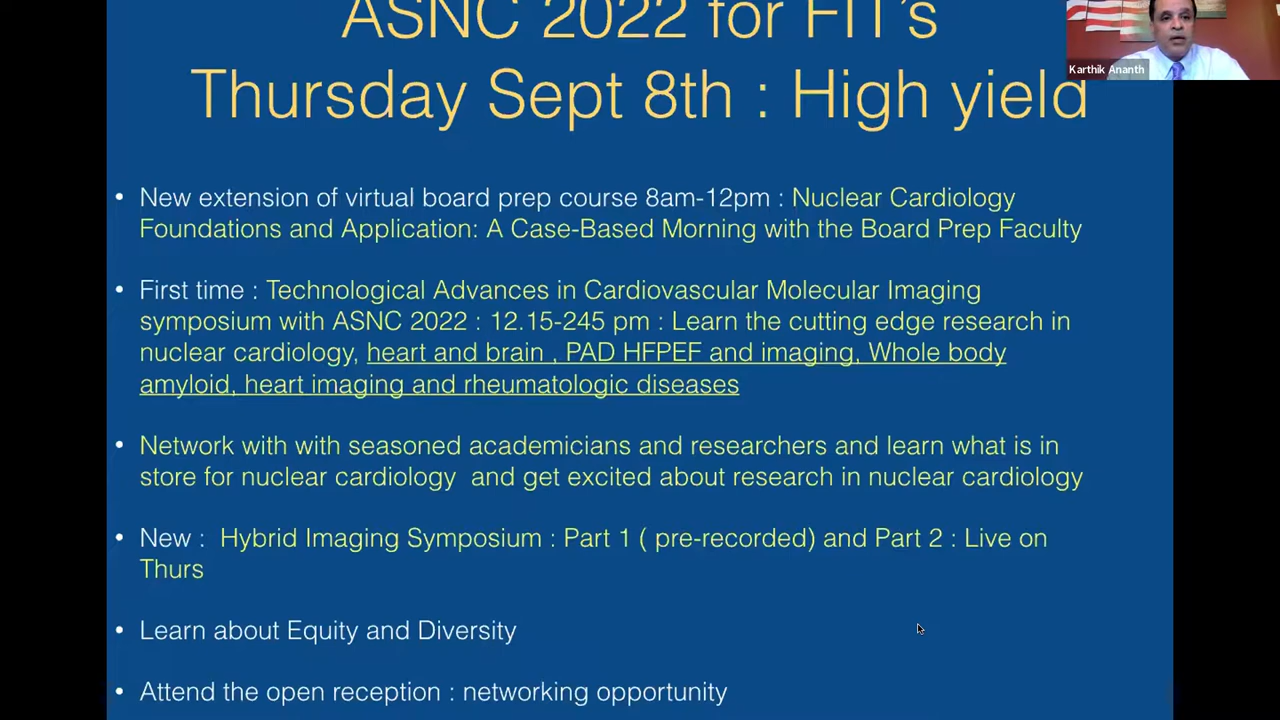 ASNC 2022 for FIT's
Thursday Sept 8th : High yield
Karthik Ananth
• New extension of virtual board prep course 8am-12pm : Nuclear Cardiology
Foundations and Application: A Case-Based Morning with the Board Prep Faculty
• First time : Technological Advances in Cardiovascular Molecular Imaging
symposium with ASNC 2022 : 12.15-245 pm : Learn the cutting edge research in
nuclear cardiology, heart and brain , PAD HFPEF and imaging, Whole body
amyloid, heart imaging and rheumatologic diseases
• Network with with seasoned academicians and researchers and learn what is in
store for nuclear cardiology and get excited about research in nuclear cardiology
• New : Hybrid Imaging Symposium : Part 1 ( pre-recorded) and Part 2 : Live on
Thurs
• Learn about Equity and Diversity
• Attend the open reception : networking opportunity